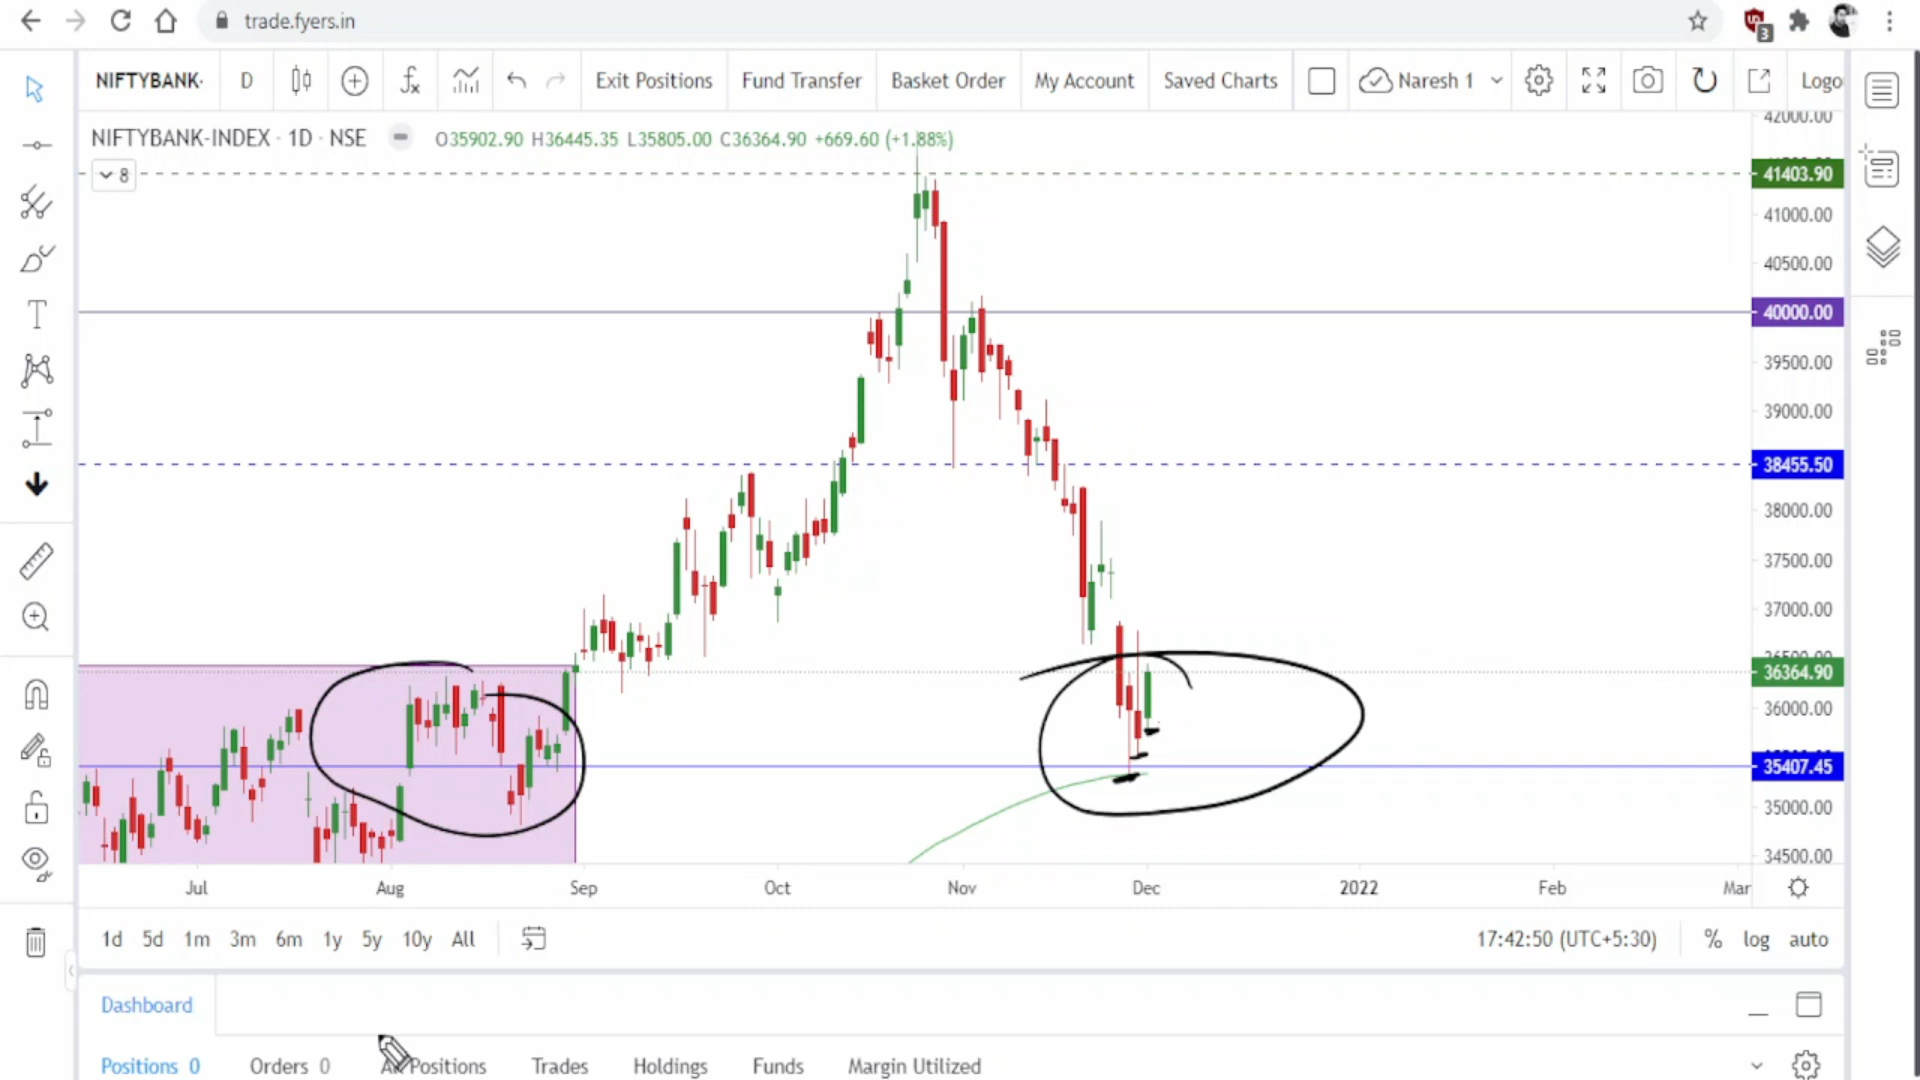 trade.fyers.in
3
NIFTYBANK- D Exit Positions Fund Transfer Basket Order My Account Saved Charts Naresh 1 Logo
NIFTYBANK-INDEX · 1D · NSE O35902.90 H36445.35 L35805.00 C36364.90 +669.60 (+1.88%)
8
42000.00
41403.90
41000.00
40500.00
40000.00
39500.00
39000.00
38455.50
38000.00
37500.00
37000.00
36364.90
36000.00
35407.45
35000.00
34500.00
Jul Aug Sep Oct Nov Dec 2022 Feb Mar
1d 5d 1m 3m 6m 1y 5y 10y All 17:42:50 (UTC+5:30) % log auto
Dashboard
Positions 0 Orders 0 Positions Trades Holdings Funds Margin Utilized